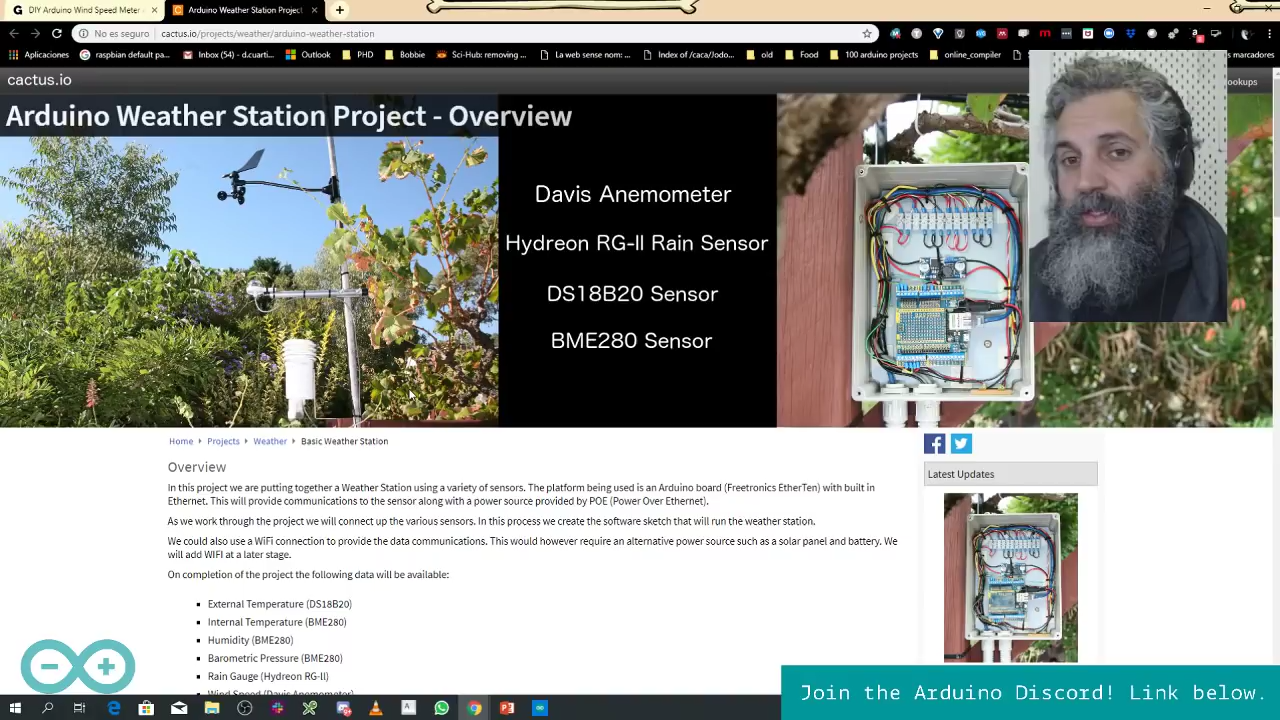 DIY Arduino Wind Speed Meter
Arduino Weather Station Project
No es seguro
cactus.io/projects/weather/arduino-weather-station
Aplicaciones
raspbian default pa...
Inbox (54) - d.cuarti...
Outlook
PHD
Bobbie
Sci-Hub: removing ...
La web sense nom: ...
Index of /caca/Jodo...
old
Food
100 arduino projects
online_compiler
s marcadores
cactus.io
ookups
Arduino Weather Station Project - Overview
Davis Anemometer
Hydreon RG-II Rain Sensor
DS18B20 Sensor
BME280 Sensor
Home
Projects
Weather
Basic Weather Station
Overview
In this project we are putting together a Weather Station using a variety of sensors. The platform being used is an Arduino board (Freetronics EtherTen) with built in
Ethernet. This will provide communications to the sensor along with a power source provided by POE (Power Over Ethernet).
As we work through the project we will connect up the various sensors. In this process we create the software sketch that will run the weather station.
We could also use a WiFi connection to provide the data communications. This would however require an alternative power source such as a solar panel and battery. We
will add WIFI at a later stage.
On completion of the project the following data will be available:
External Temperature (DS18B20)
Internal Temperature (BME280)
Humidity (BME280)
Barometric Pressure (BME280)
Rain Gauge (Hydreon RG-II)
Wind Speed (Davis Anemometer)
Latest Updates
Join the Arduino Discord! Link below.